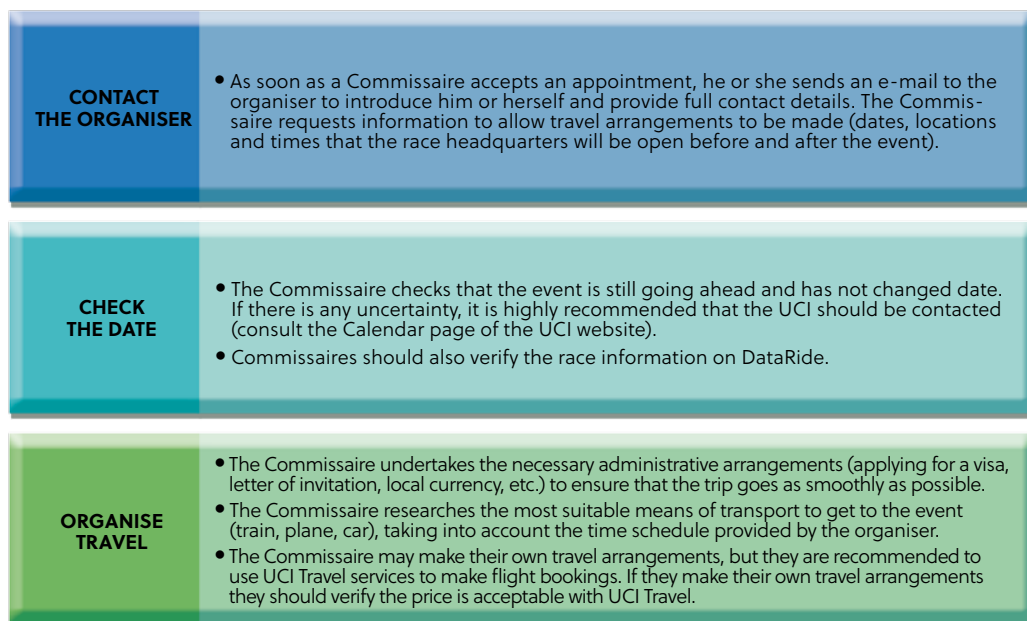 CONTACT
THE ORGANISER
• As soon as a Commissaire accepts an appointment, he or she sends an e-mail to the
organiser to introduce him or herself and provide full contact details. The Commis-
saire requests information to allow travel arrangements to be made (dates, locations
and times that the race headquarters will be open before and after the event).
CHECK
THE DATE
• The Commissaire checks that the event is still going ahead and has not changed date.
If there is any uncertainty, it is highly recommended that the UCI should be contacted
(consult the Calendar page of the UCI website).
• Commissaires should also verify the race information on DataRide.
ORGANISE
TRAVEL
• The Commissaire undertakes the necessary administrative arrangements (applying for a visa,
letter of invitation, local currency, etc.) to ensure that the trip goes as smoothly as possible.
• The Commissaire researches the most suitable means of transport to get to the event
(train, plane, car), taking into account the time schedule provided by the organiser.
• The Commissaire may make their own travel arrangements, but they are recommended to
use UCI Travel services to make flight bookings. If they make their own travel arrangements
they should verify the price is acceptable with UCI Travel.